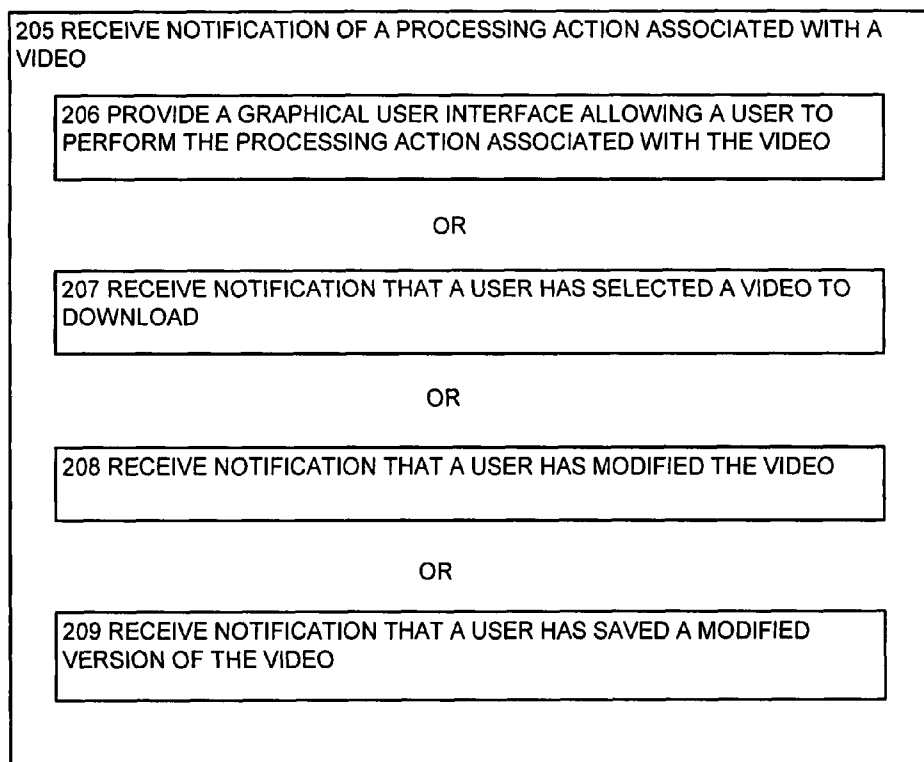 205 RECEIVE NOTIFICATION OF A PROCESSING ACTION ASSOCIATED WITH A
VIDEO
206 PROVIDE A GRAPHICAL USER INTERFACE ALLOWING A USER TO
PERFORM THE PROCESSING ACTION ASSOCIATED WITH THE VIDEO
OR
207 RECEIVE NOTIFICATION THAT A USER HAS SELECTED A VIDEO TO
DOWNLOAD
OR
208 RECEIVE NOTIFICATION THAT A USER HAS MODIFIED THE VIDEO
OR
209 RECEIVE NOTIFICATION THAT A USER HAS SAVED A MODIFIED
VERSION OF THE VIDEO